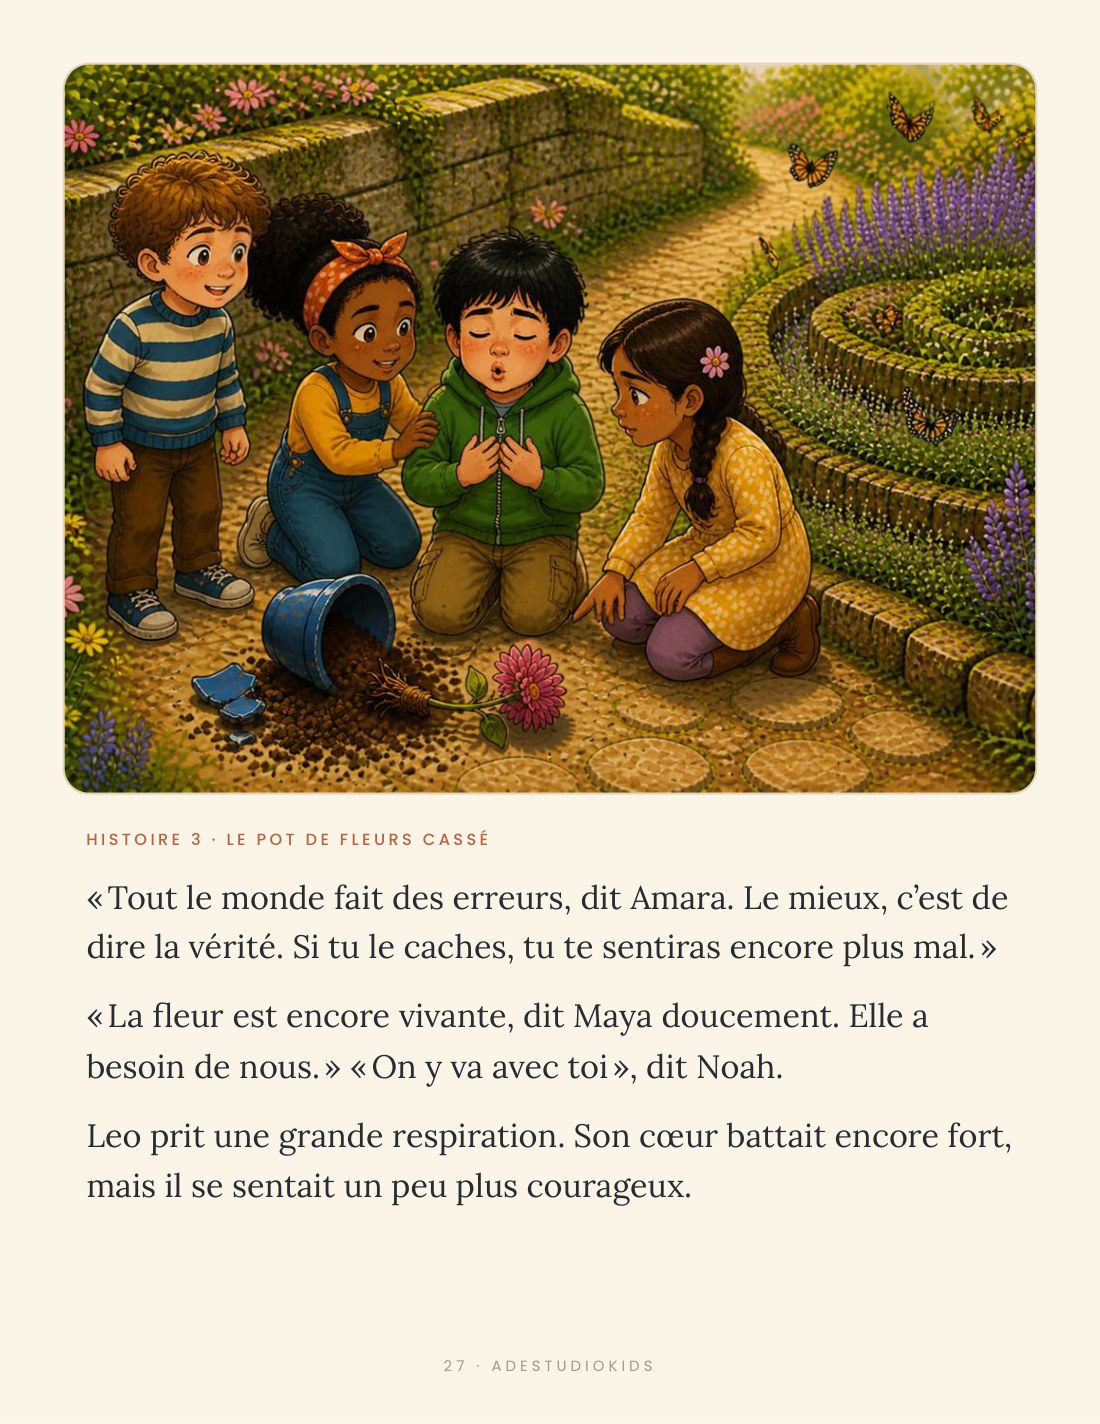 HISTOIRE 3 · LE POT DE FLEURS CASSÉ
« Tout le monde fait des erreurs, dit Amara. Le mieux, c’est de
dire la vérité. Si tu le caches, tu te sentiras encore plus mal. »
« La fleur est encore vivante, dit Maya doucement. Elle a
besoin de nous. » « On y va avec toi », dit Noah.
Leo prit une grande respiration. Son cœur battait encore fort,
mais il se sentait un peu plus courageux.
27 · ADESTUDIOKIDS